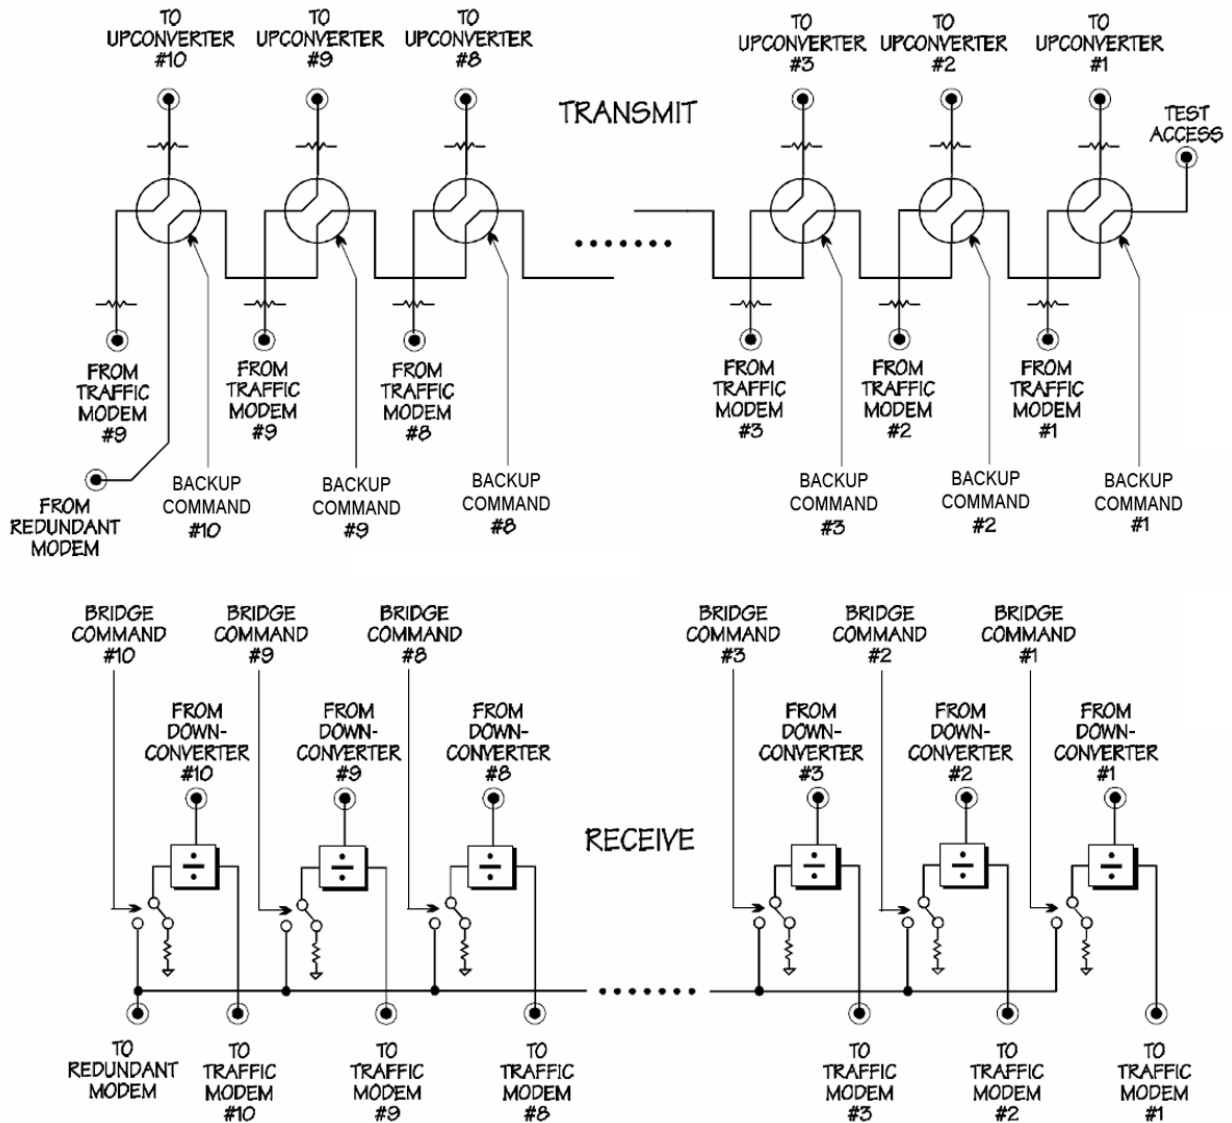 TO
UPCONVERTER
#10
TO
UPCONVERTER
#9
TO
UPCONVERTER
#8
TRANSMIT
TO
UPCONVERTER
#3
TO
UPCONVERTER
#2
TO
UPCONVERTER
#1
TEST
ACCESS
FROM
TRAFFIC
MODEM
#9
FROM
TRAFFIC
MODEM
#9
FROM
TRAFFIC
MODEM
#8
FROM
TRAFFIC
MODEM
#3
FROM
TRAFFIC
MODEM
#2
FROM
TRAFFIC
MODEM
#1
FROM
REDUNDANT
MODEM
BACKUP
COMMAND
#10
BACKUP
COMMAND
#9
BACKUP
COMMAND
#8
BACKUP
COMMAND
#3
BACKUP
COMMAND
#2
BACKUP
COMMAND
#1
BRIDGE
COMMAND
#10
BRIDGE
COMMAND
#9
BRIDGE
COMMAND
#8
BRIDGE
COMMAND
#3
BRIDGE
COMMAND
#2
BRIDGE
COMMAND
#1
FROM
DOWN-
CONVERTER
#10
FROM
DOWN-
CONVERTER
#9
FROM
DOWN-
CONVERTER
#8
FROM
DOWN-
CONVERTER
#3
FROM
DOWN-
CONVERTER
#2
FROM
DOWN-
CONVERTER
#1
RECEIVE
TO
REDUNDANT
MODEM
TO
TRAFFIC
MODEM
#10
TO
TRAFFIC
MODEM
#9
TO
TRAFFIC
MODEM
#8
TO
TRAFFIC
MODEM
#3
TO
TRAFFIC
MODEM
#2
TO
TRAFFIC
MODEM
#1